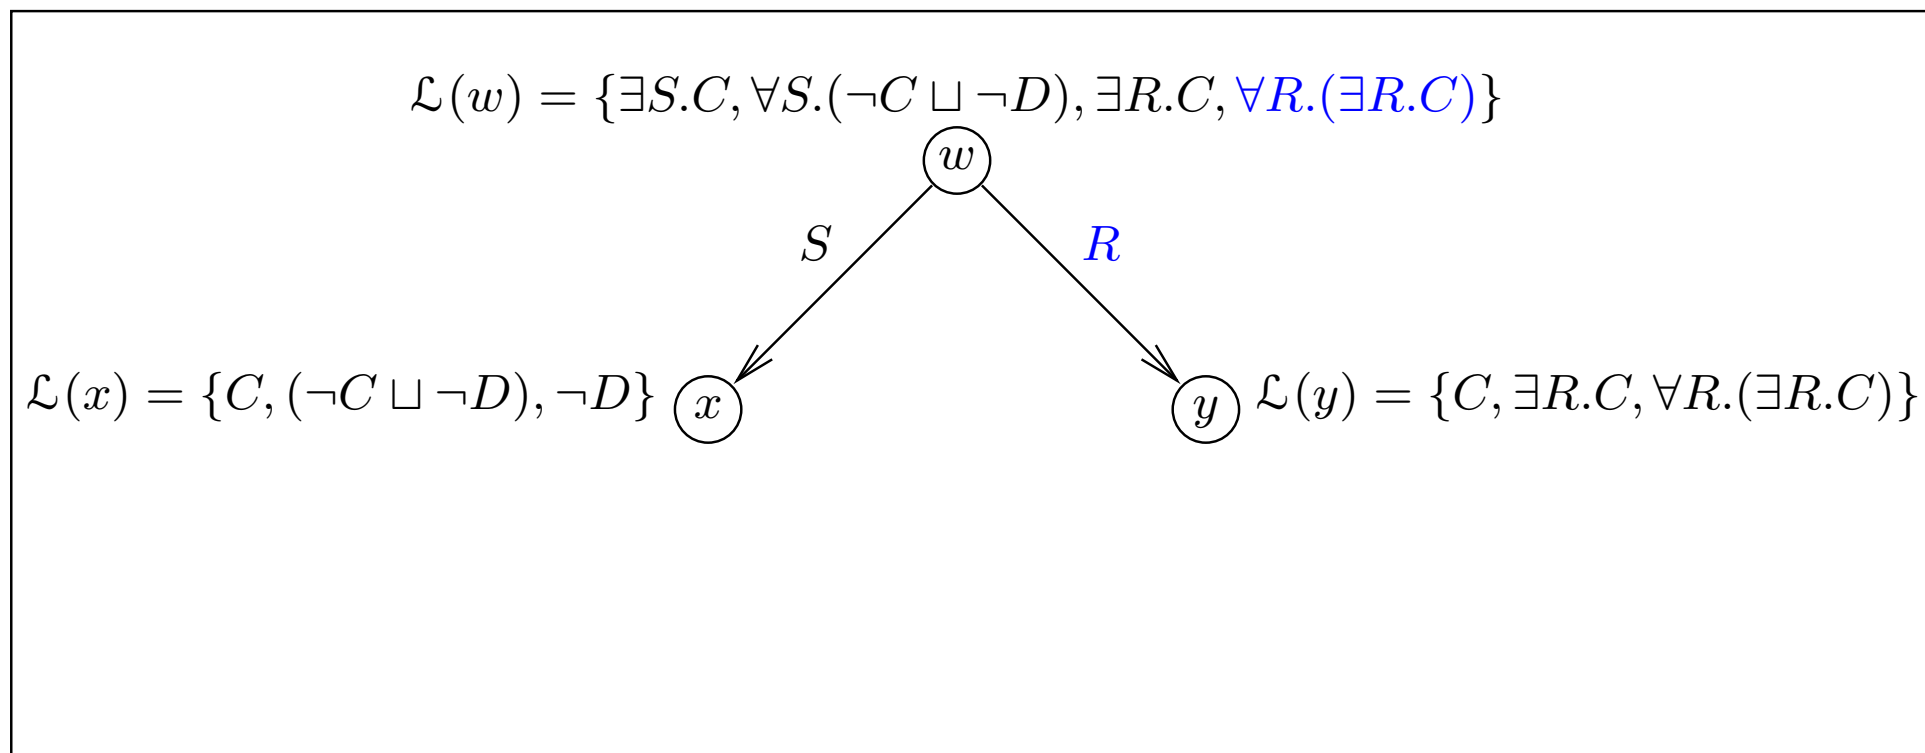 ℒ(w) = {∃S.C, ∀S.(¬C ⊔ ¬D), ∃R.C, ∀R.(∃R.C)}
w
S R
ℒ(x) = {C, (¬C ⊔ ¬D), ¬D} x y ℒ(y) = {C, ∃R.C, ∀R.(∃R.C)}